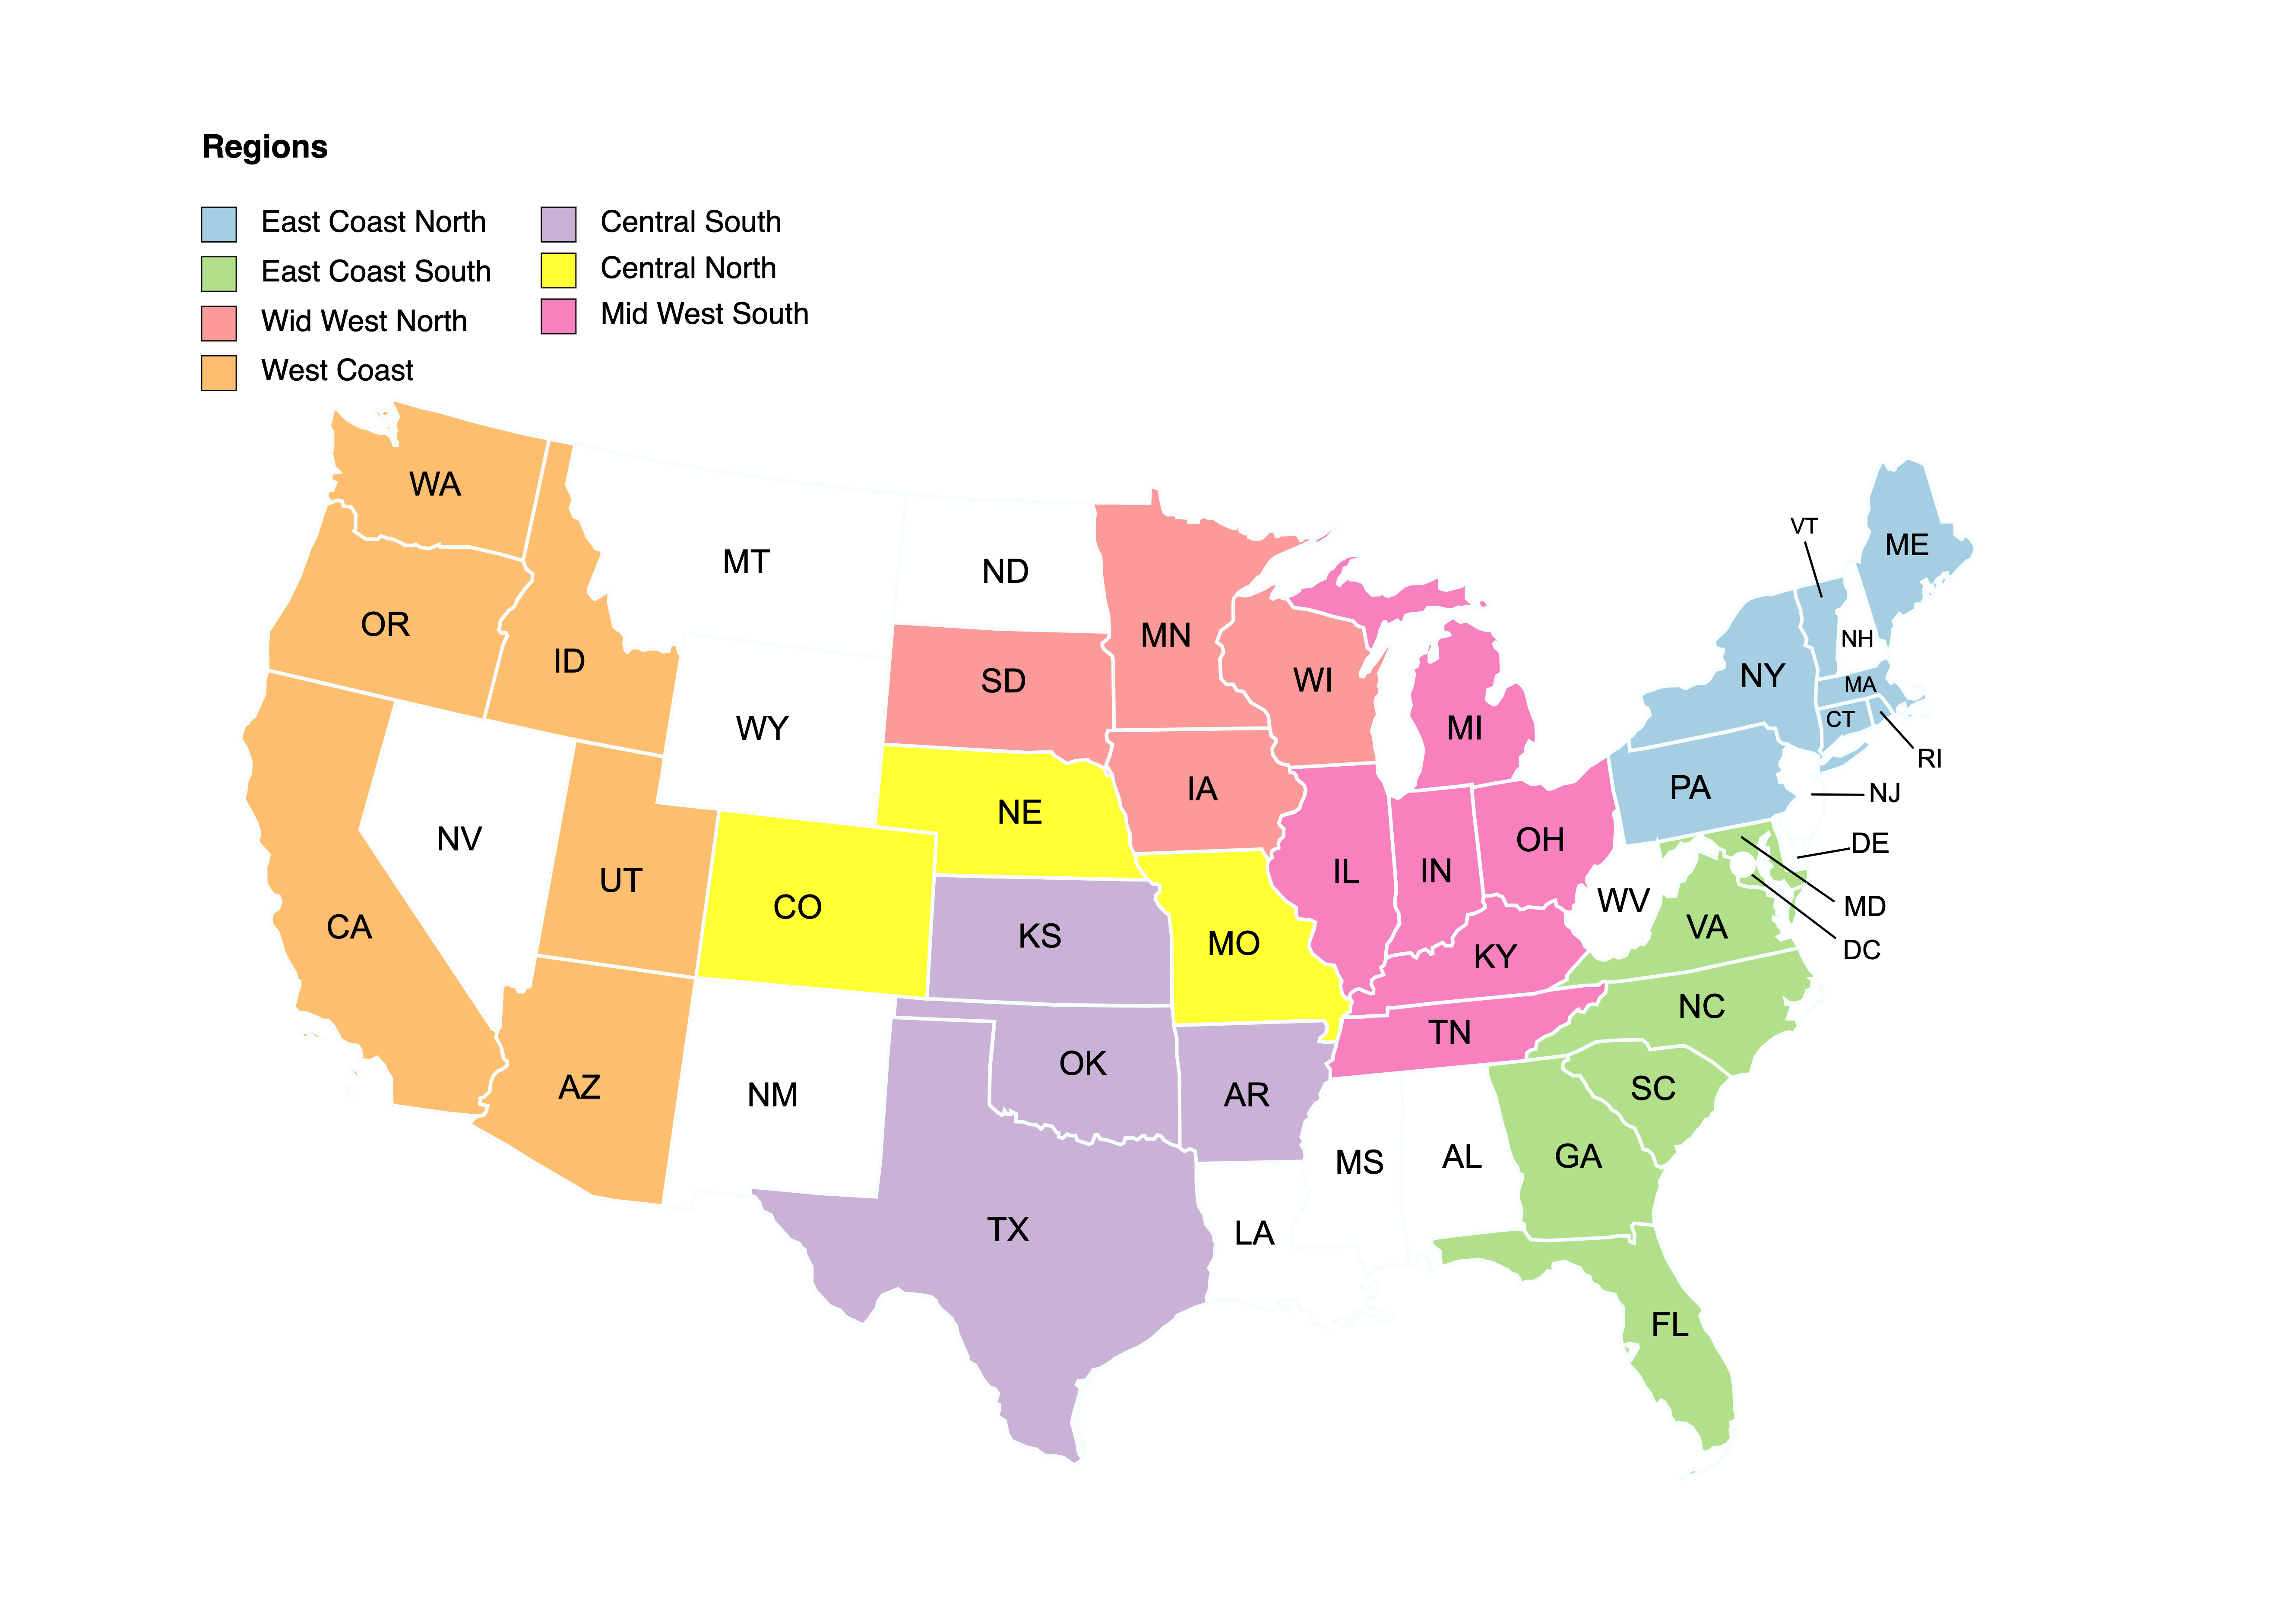 Regions
East Coast North
East Coast South
Wid West North
West Coast
Central South
Central North
Mid West South
WA
OR
ID
MT
ND
MN
SD
WI
MI
WY
NE
IA
NV
UT
CO
CA
KS
MO
IL
IN
OH
KY
WV
VA
AZ
NM
OK
AR
TN
NC
SC
TX
LA
MS
AL
GA
FL
VT
ME
NH
NY
MA
CT
RI
PA
NJ
DE
MD
DC